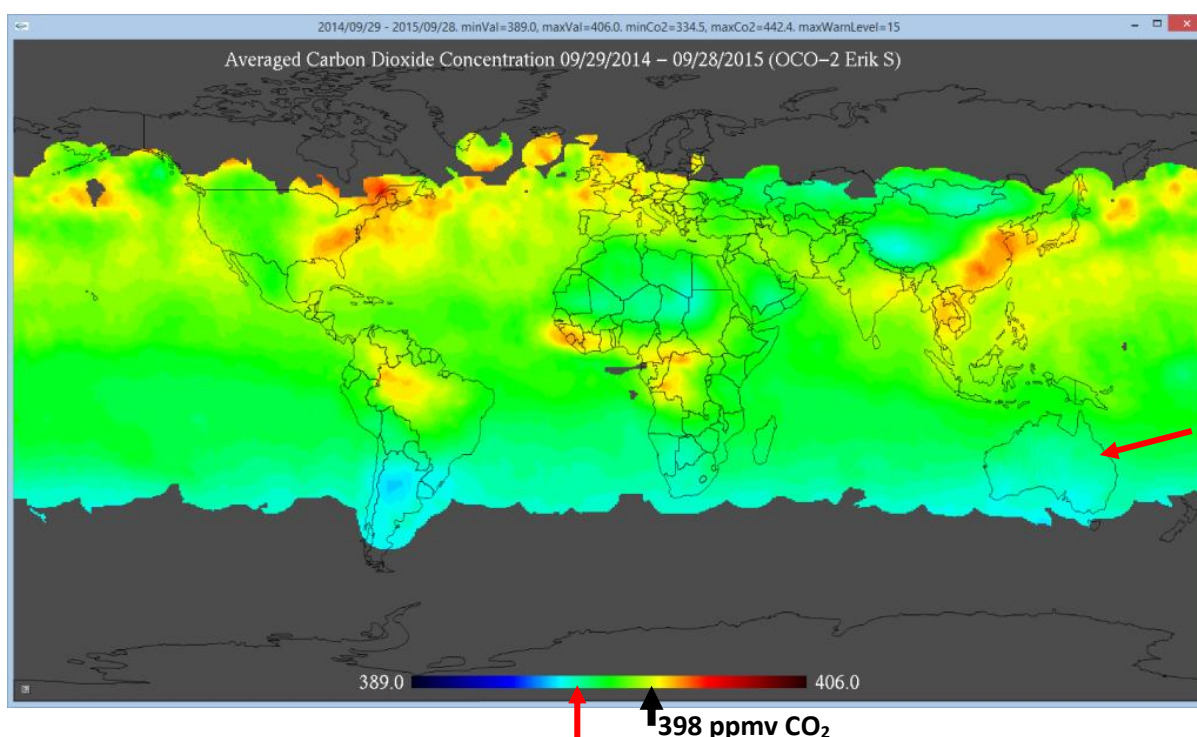 2014/09/29 - 2015/09/28. minVal=389.0, maxVal=406.0. minCo2=334.5, maxCo2=442.4. maxWarnLevel=15
Averaged Carbon Dioxide Concentration 09/29/2014 – 09/28/2015 (OCO−2 Erik S)
389.0 406.0
398 ppmv CO₂